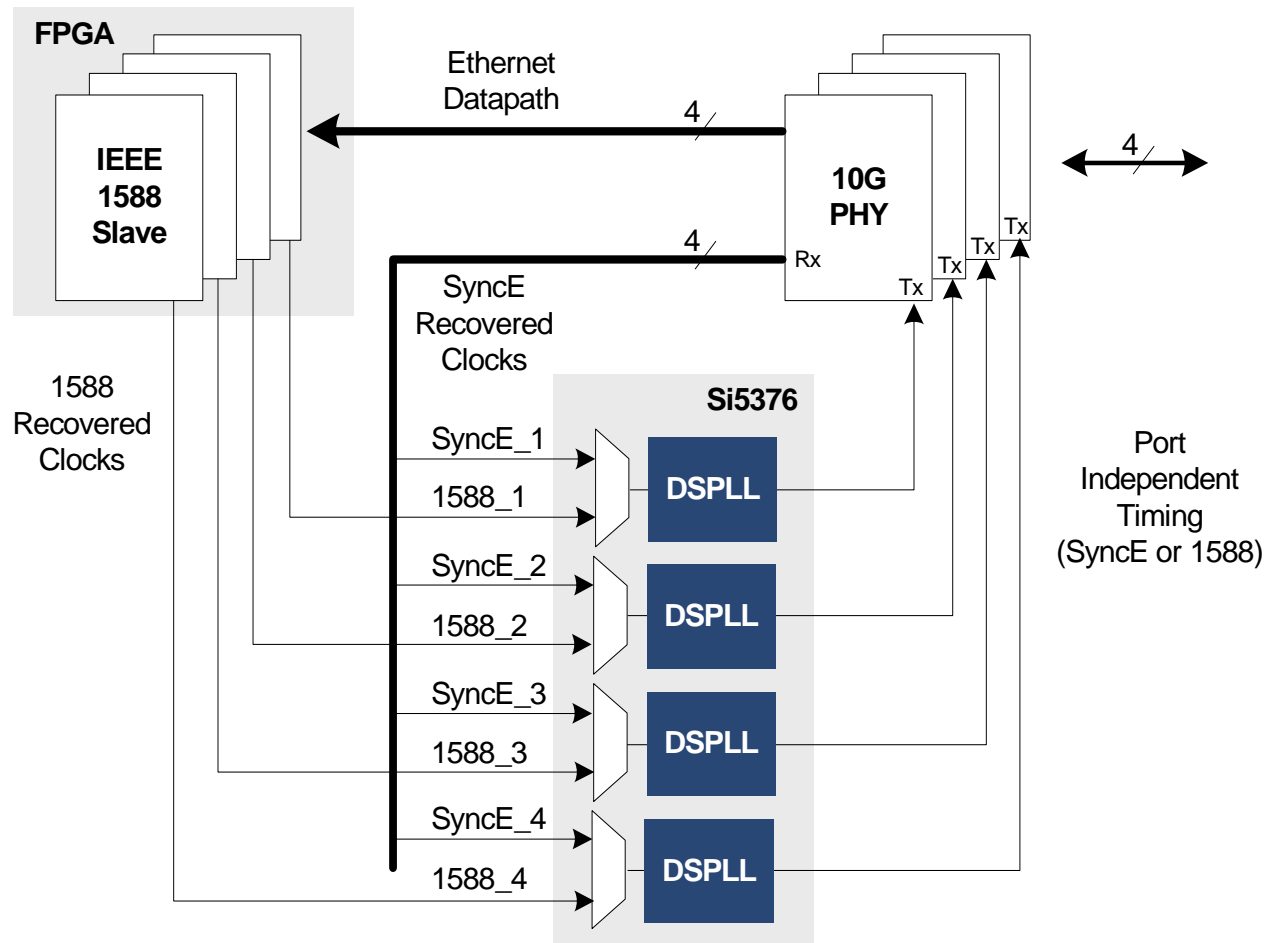 FPGA
IEEE
1588
Slave
Ethernet
Datapath
4
10G
PHY
4
4
Rx
Tx
Tx
Tx
Tx
SyncE
Recovered
Clocks
1588
Recovered
Clocks
Si5376
SyncE_1
1588_1
DSPLL
SyncE_2
1588_2
DSPLL
SyncE_3
1588_3
DSPLL
SyncE_4
1588_4
DSPLL
Port
Independent
Timing
(SyncE or 1588)